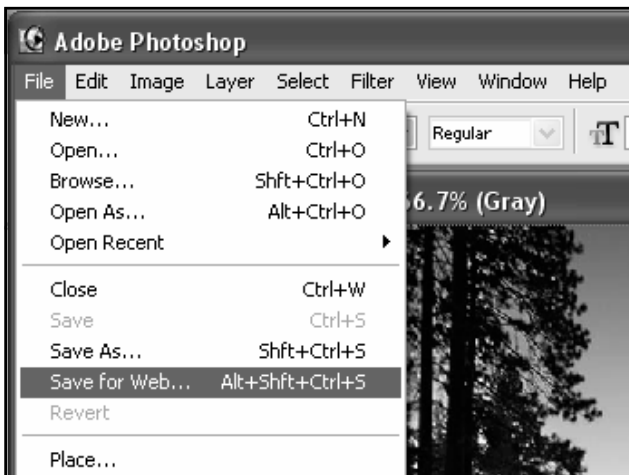 Adobe Photoshop
File Edit Image Layer Select Filter View Window Help
New... Ctrl+N
Regular
Open... Ctrl+O
Browse... Shft+Ctrl+O
Open As... Alt+Ctrl+O
6.7% (Gray)
Open Recent
Close Ctrl+W
Save Ctrl+S
Save As... Shft+Ctrl+S
Save for Web... Alt+Shft+Ctrl+S
Revert
Place...